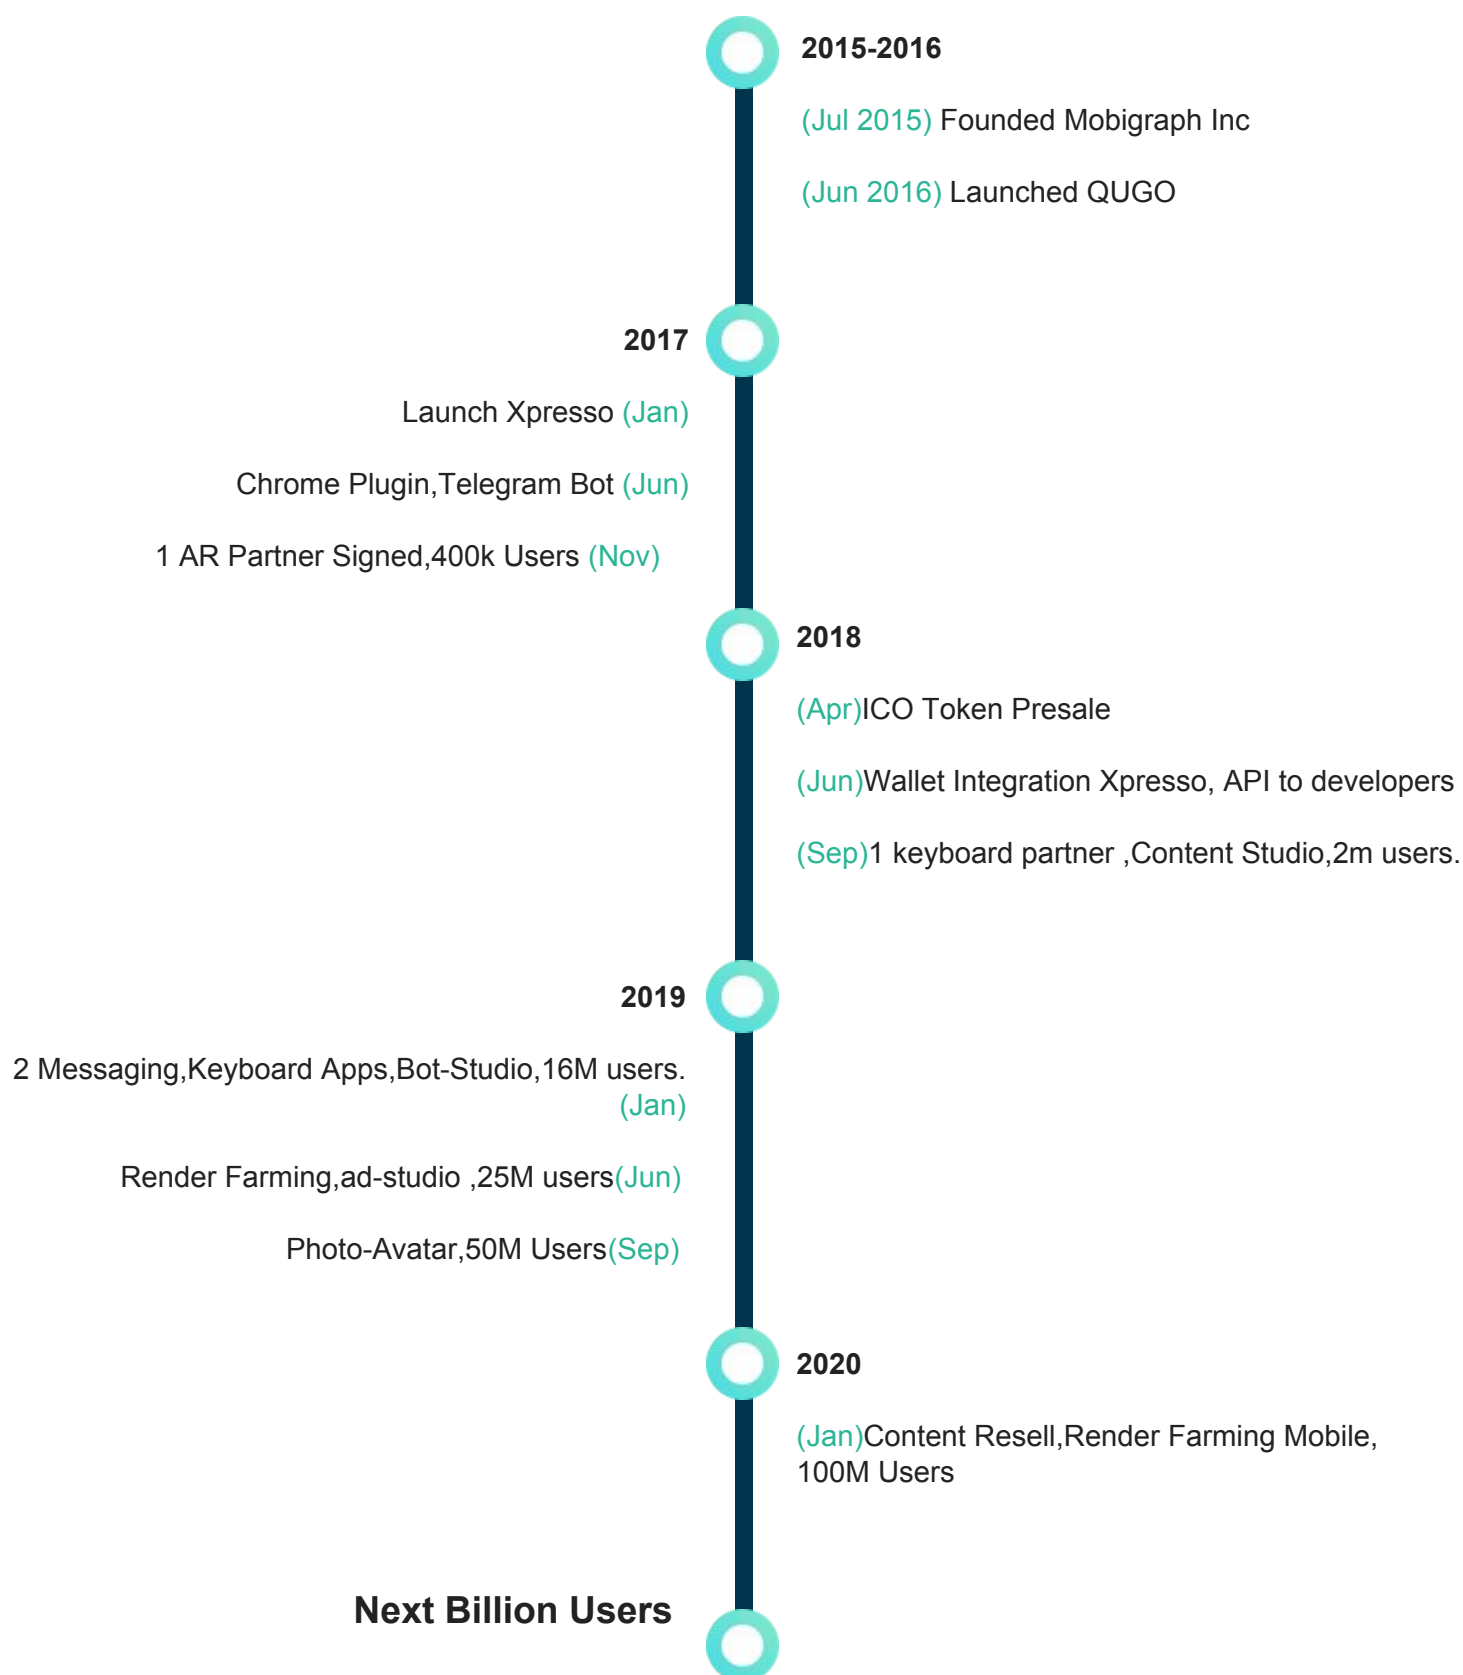 2015-2016
(Jul 2015) Founded Mobigraph Inc
(Jun 2016) Launched QUGO
2017
Launch Xpresso (Jan)
Chrome Plugin,Telegram Bot (Jun)
1 AR Partner Signed,400k Users (Nov)
2018
(Apr)ICO Token Presale
(Jun)Wallet Integration Xpresso, API to developers
(Sep)1 keyboard partner ,Content Studio,2m users.
2019
2 Messaging,Keyboard Apps,Bot-Studio,16M users.
(Jan)
Render Farming,ad-studio ,25M users(Jun)
Photo-Avatar,50M Users(Sep)
2020
(Jan)Content Resell,Render Farming Mobile,
100M Users
Next Billion Users